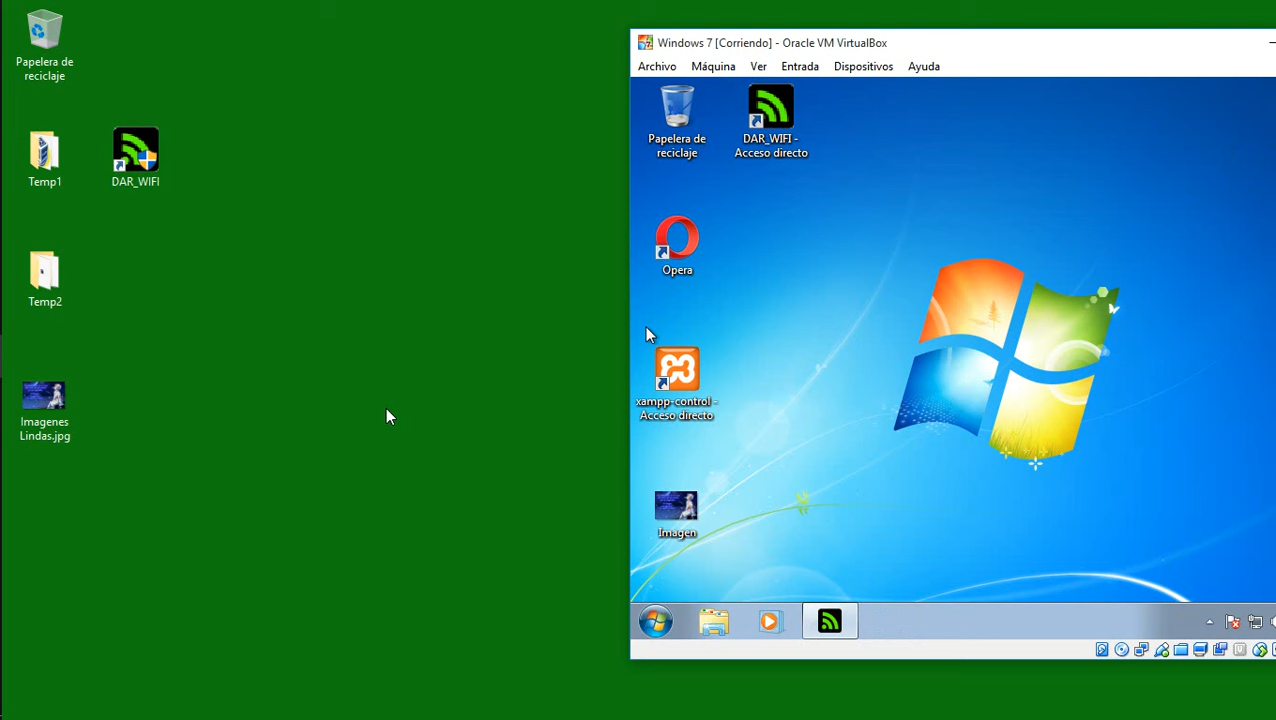 Papelera de
reciclaje
Temp1
DAR_WIFI
Temp2
Imagenes
Lindas.jpg
Windows 7 [Corriendo] - Oracle VM VirtualBox
Archivo Máquina Ver Entrada Dispositivos Ayuda
Papelera de
reciclaje
DAR_WIFI -
Acceso directo
Opera
xampp-control -
Acceso directo
Imagen